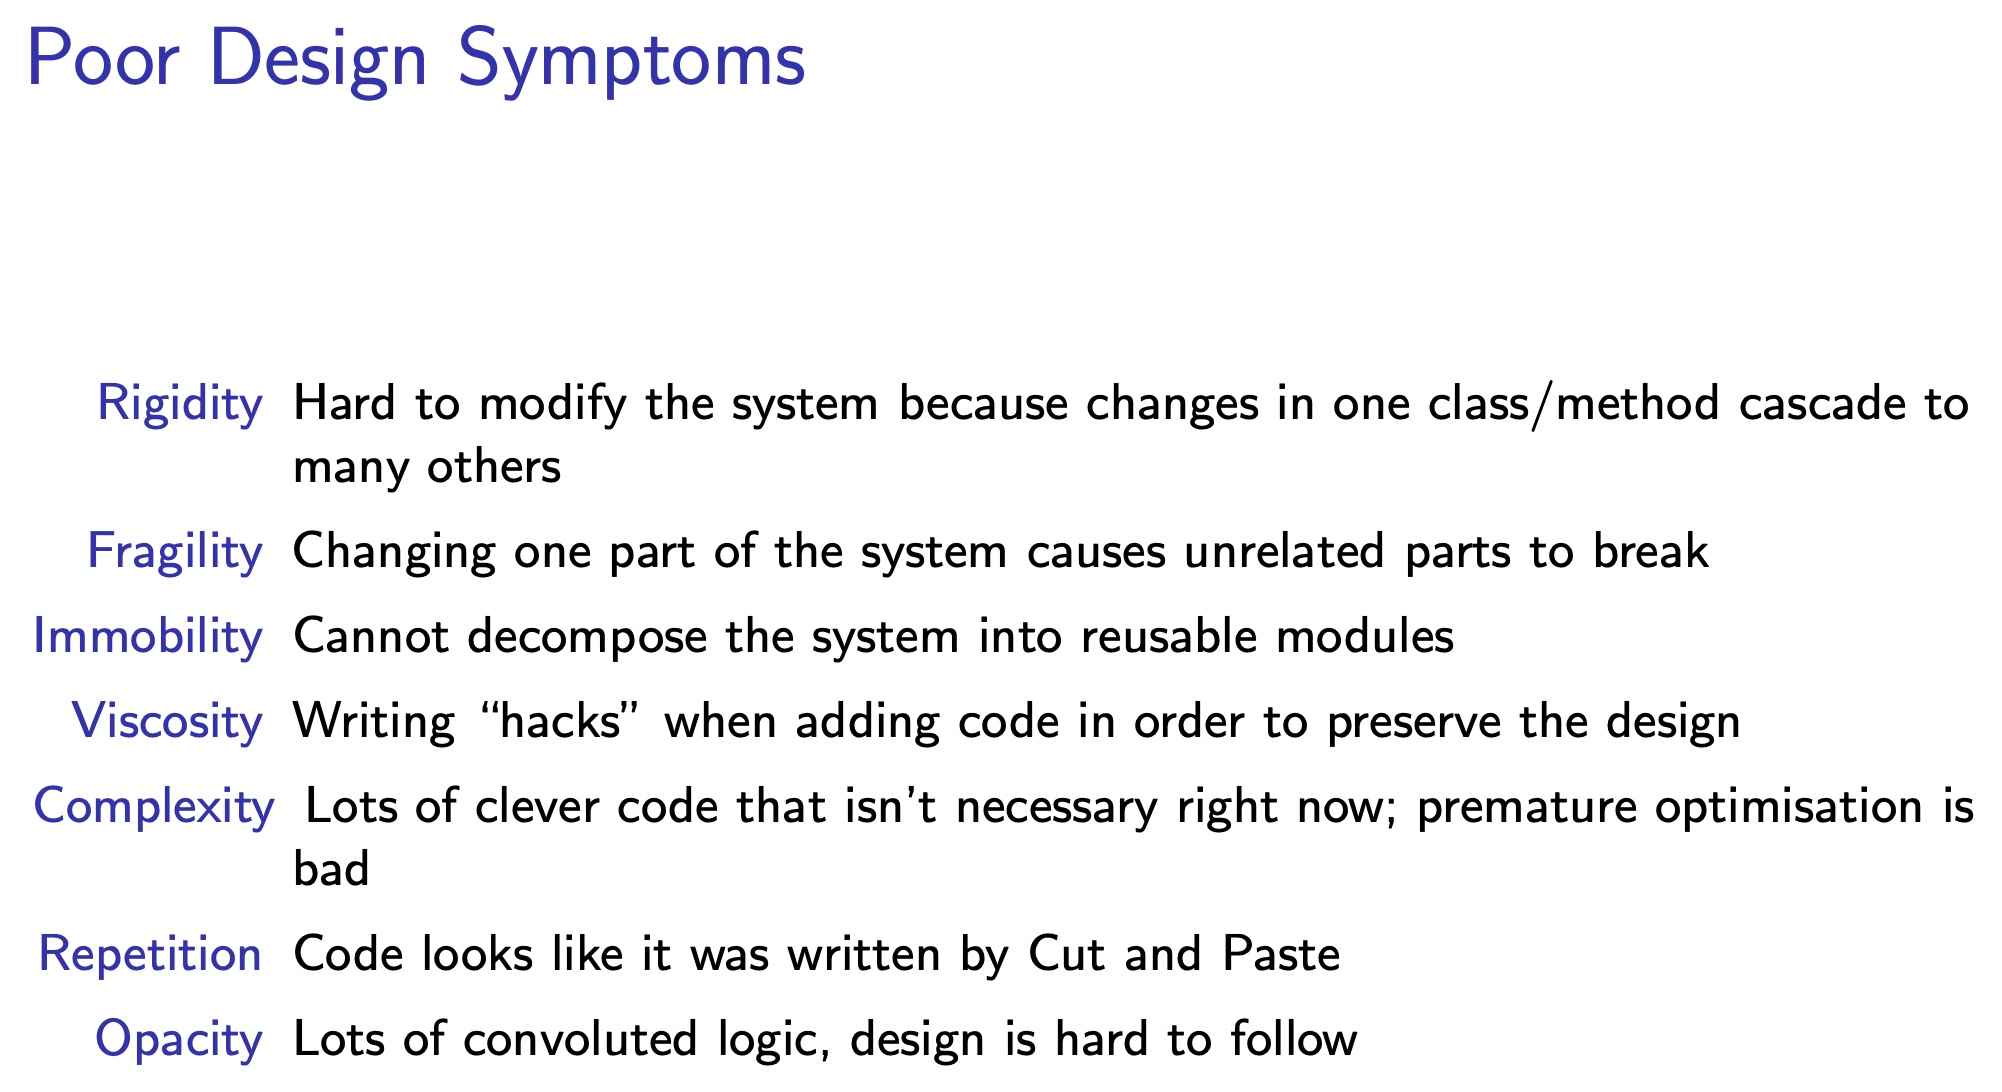 Poor Design Symptoms
Rigidity Hard to modify the system because changes in one class/method cascade to
many others
Fragility Changing one part of the system causes unrelated parts to break
Immobility Cannot decompose the system into reusable modules
Viscosity Writing “hacks” when adding code in order to preserve the design
Complexity Lots of clever code that isn’t necessary right now; premature optimisation is
bad
Repetition Code looks like it was written by Cut and Paste
Opacity Lots of convoluted logic, design is hard to follow